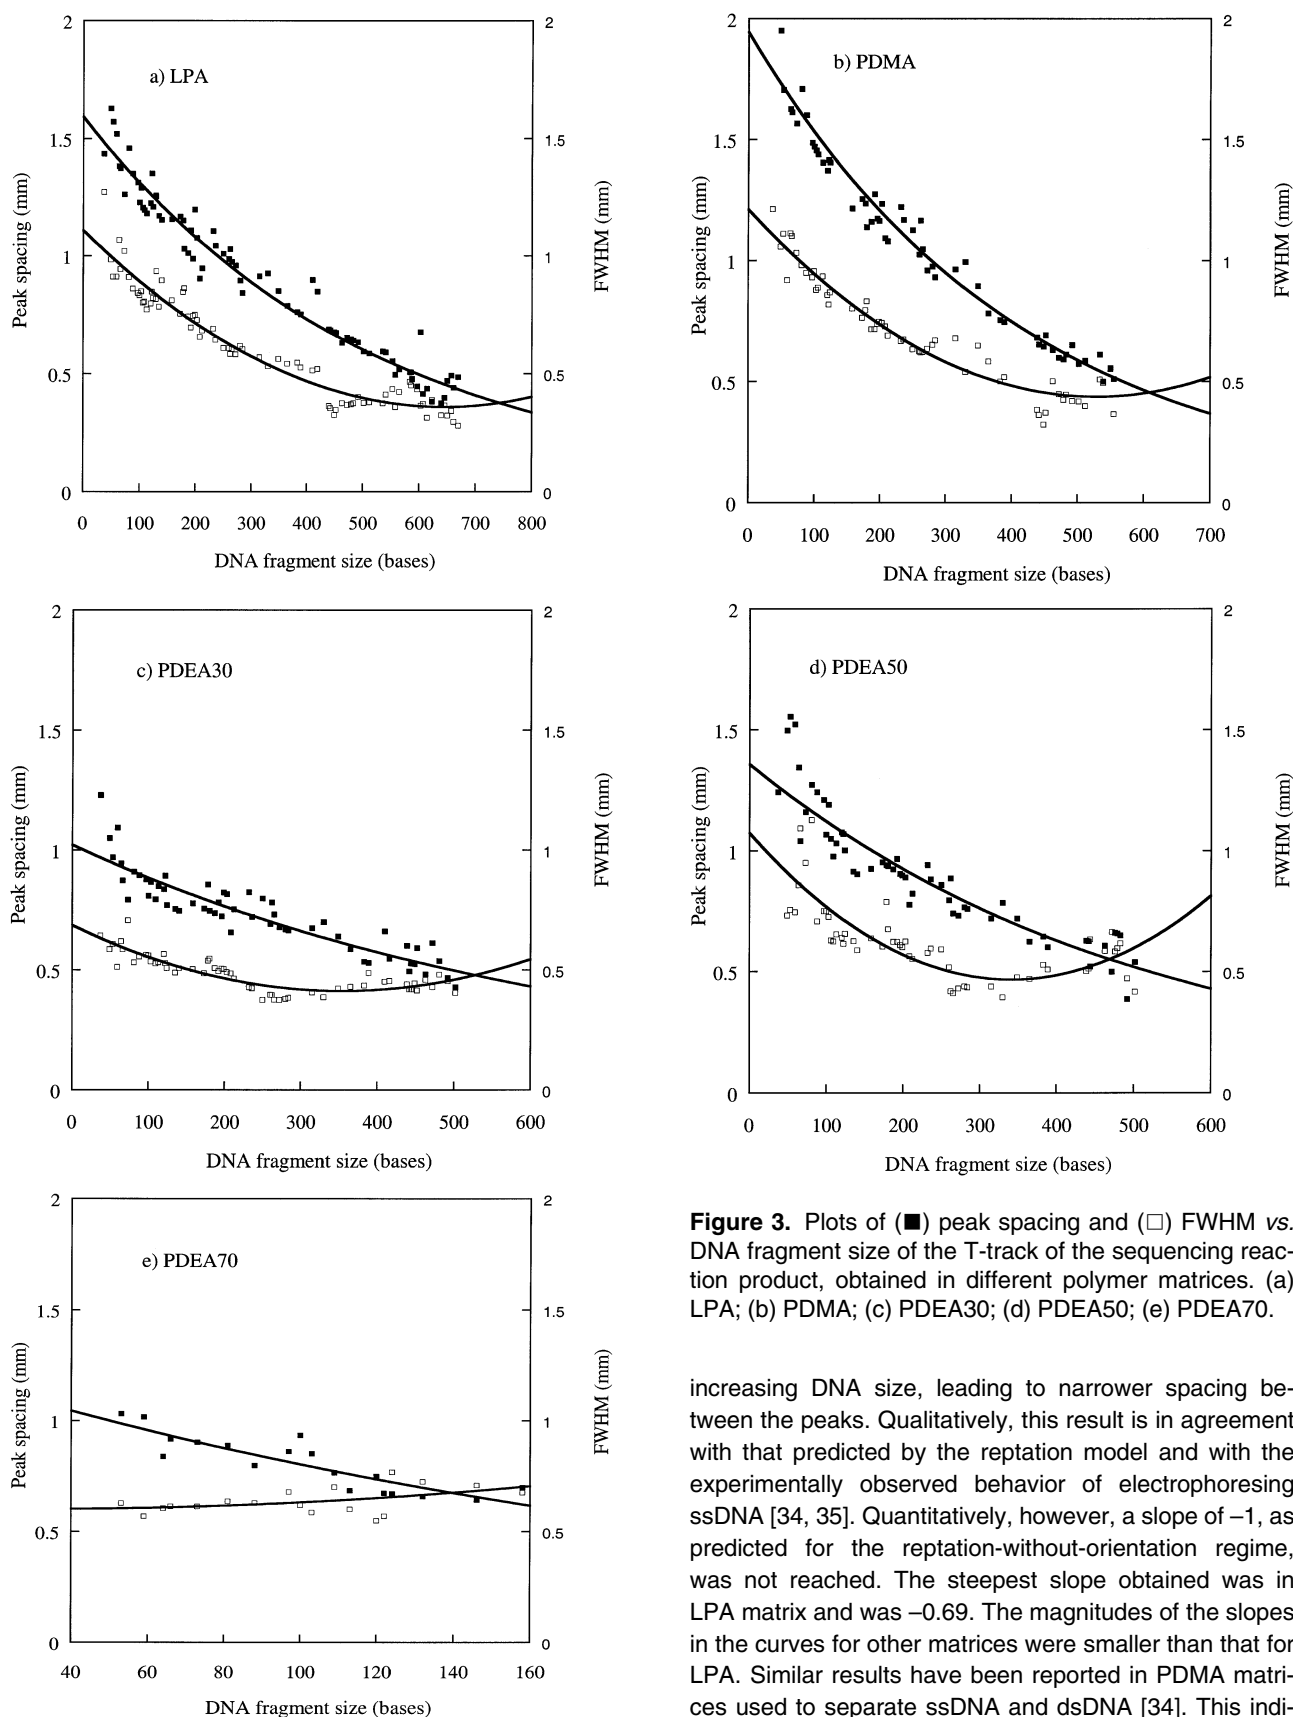 a) LPA
2
1.5
1
0.5
0
2
1.5
1
0.5
0
Peak spacing (mm)
FWHM (mm)
0 100 200 300 400 500 600 700 800
DNA fragment size (bases)
b) PDMA
2
1.5
1
0.5
0
2
1.5
1
0.5
0
Peak spacing (mm)
FWHM (mm)
0 100 200 300 400 500 600 700
DNA fragment size (bases)
c) PDEA30
2
1.5
1
0.5
0
2
1.5
1
0.5
0
Peak spacing (mm)
FWHM (mm)
0 100 200 300 400 500 600
DNA fragment size (bases)
d) PDEA50
2
1.5
1
0.5
0
2
1.5
1
0.5
0
Peak spacing (mm)
FWHM (mm)
0 100 200 300 400 500 600
DNA fragment size (bases)
e) PDEA70
2
1.5
1
0.5
0
2
1.5
1
0.5
0
Peak spacing (mm)
FWHM (mm)
40 60 80 100 120 140 160
DNA fragment size (bases)
Figure 3. Plots of (■) peak spacing and (□) FWHM vs.
DNA fragment size of the T-track of the sequencing reac-
tion product, obtained in different polymer matrices. (a)
LPA; (b) PDMA; (c) PDEA30; (d) PDEA50; (e) PDEA70.
increasing DNA size, leading to narrower spacing be-
tween the peaks. Qualitatively, this result is in agreement
with that predicted by the reptation model and with the
experimentally observed behavior of electrophoresing
ssDNA [34, 35]. Quantitatively, however, a slope of –1, as
predicted for the reptation-without-orientation regime,
was not reached. The steepest slope obtained was in
LPA matrix and was –0.69. The magnitudes of the slopes
in the curves for other matrices were smaller than that for
LPA. Similar results have been reported in PDMA matri-
ces used to separate ssDNA and dsDNA [34]. This indi-